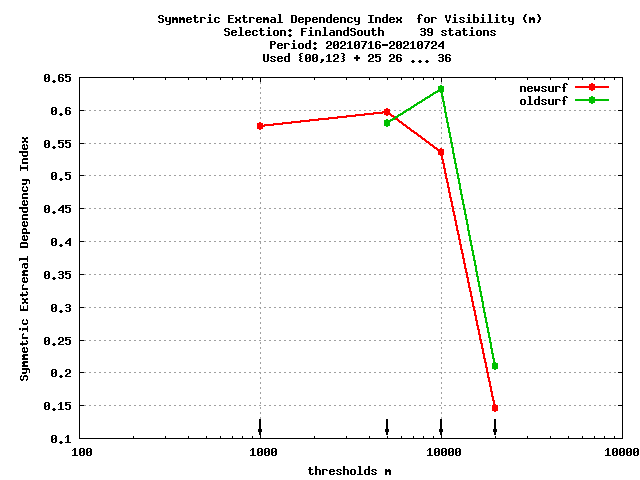 Symmetric Extremal Dependency Index  for Visibility (m)
Selection: FinlandSouth     39 stations
Period: 20210716-20210724
Used {00,12} + 25 26 ... 36
newsurf
oldsurf
Symmetric Extremal Dependency Index
0.65
0.6
0.55
0.5
0.45
0.4
0.35
0.3
0.25
0.2
0.15
0.1
100
1000
10000
10000
thresholds m